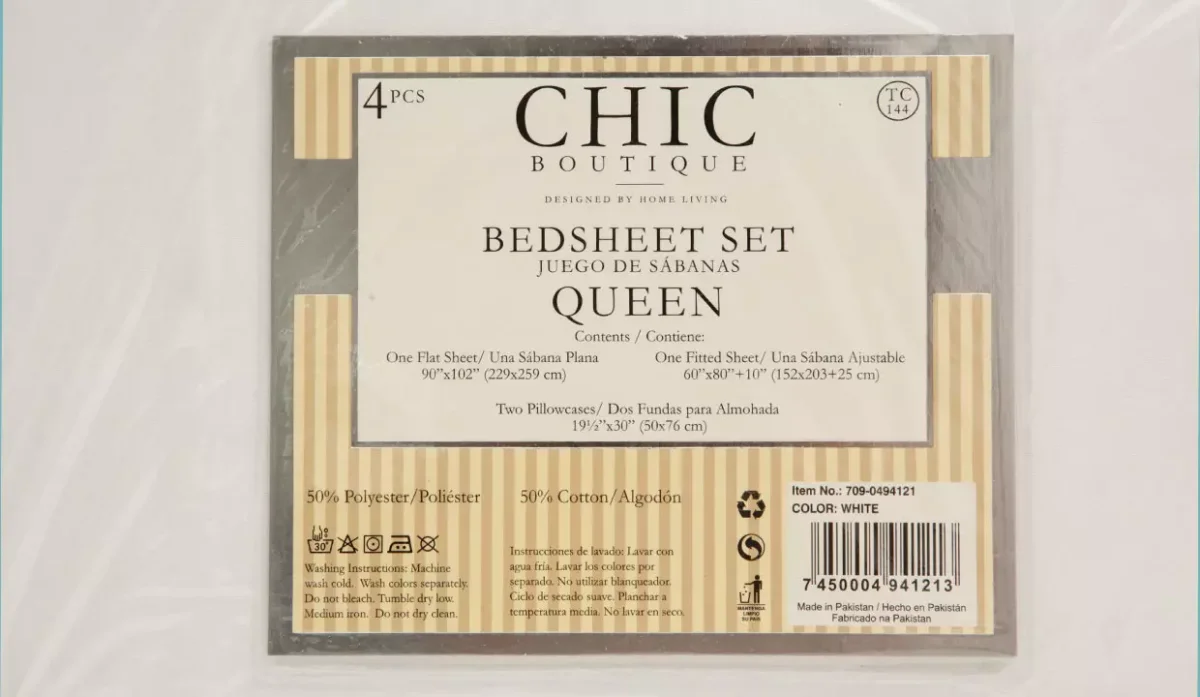 4 PCS
TC
144
CHIC
BOUTIQUE
DESIGNED BY HOME LIVING
BEDSHEET SET
JUEGO DE SÁBANAS
QUEEN
Contents / Contiene:
One Flat Sheet/ Una Sábana Plana
90”x102” (229x259 cm)
One Fitted Sheet/ Una Sábana Ajustable
60”x80”+10” (152x203+25 cm)
Two Pillowcases/ Dos Fundas para Almohada
19½”x30” (50x76 cm)
50% Polyester/Poliéster
30°
Washing Instructions: Machine
wash cold. Wash colors separately.
Do not bleach. Tumble dry low.
Medium iron. Do not dry clean.
50% Cotton/Algodón
Instrucciones de lavado: Lavar con
agua fría. Lavar los colores por
separado. No utilizar blanqueador.
Ciclo de secado suave. Planchar a
temperatura media. No lavar en seco.
MANTENGA
LIMPIO
SU PAIS
Item No.: 709-0494121
COLOR: WHITE
7 450004 941213
Made in Pakistan / Hecho en Pakistán
Fabricado na Pakistan